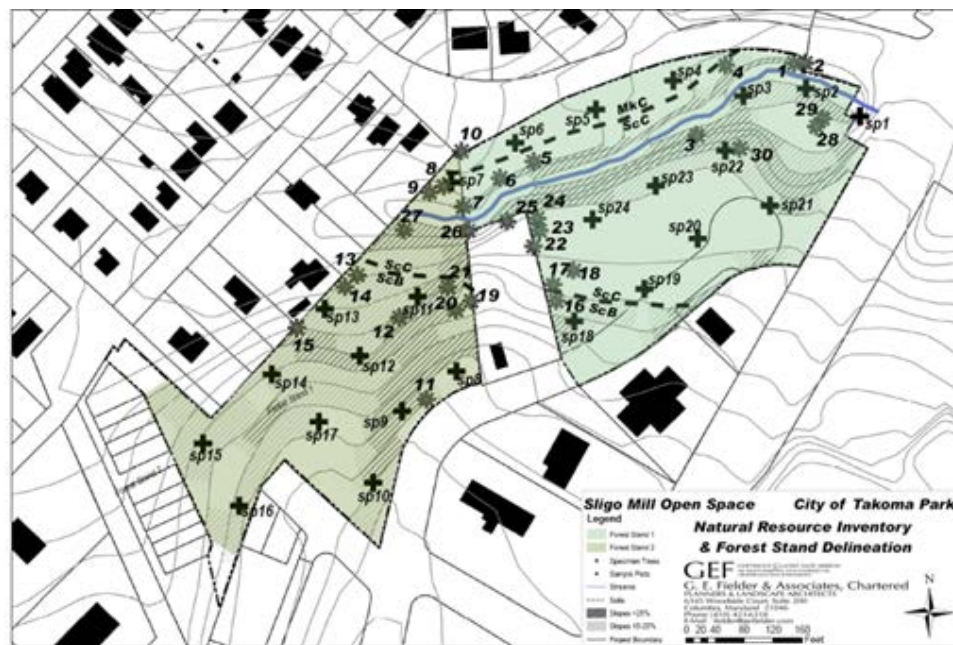 10
4
1
2
sp4
sp3
sp2
sp5
MkC
ScC
29
sp1
28
sp6
8
5
3
sp22
30
sp7
9
6
sp23
7
24
25
sp24
sp21
27
26
23
sp20
22
13
ScC
ScB
21
17
18
14
20
19
sp19
16
ScC
ScB
sp13
sp11
12
sp18
15
sp12
sp14
sp8
11
sp9
sp17
sp15
sp10
sp16
Sligo Mill Open Space City of Takoma Park
Legend
Natural Resource Inventory
& Forest Stand Delineation
Forest Stand 1
Forest Stand 2
Specimen Trees
Sample Plots
Streams
Soils
Slopes >25%
Slopes 15-25%
Project Boundary
GEF
G. E. Fielder & Associates, Chartered
PLANNERS & LANDSCAPE ARCHITECTS
Columbia, Maryland 21046
N
0 20 40 80 120 160
Feet